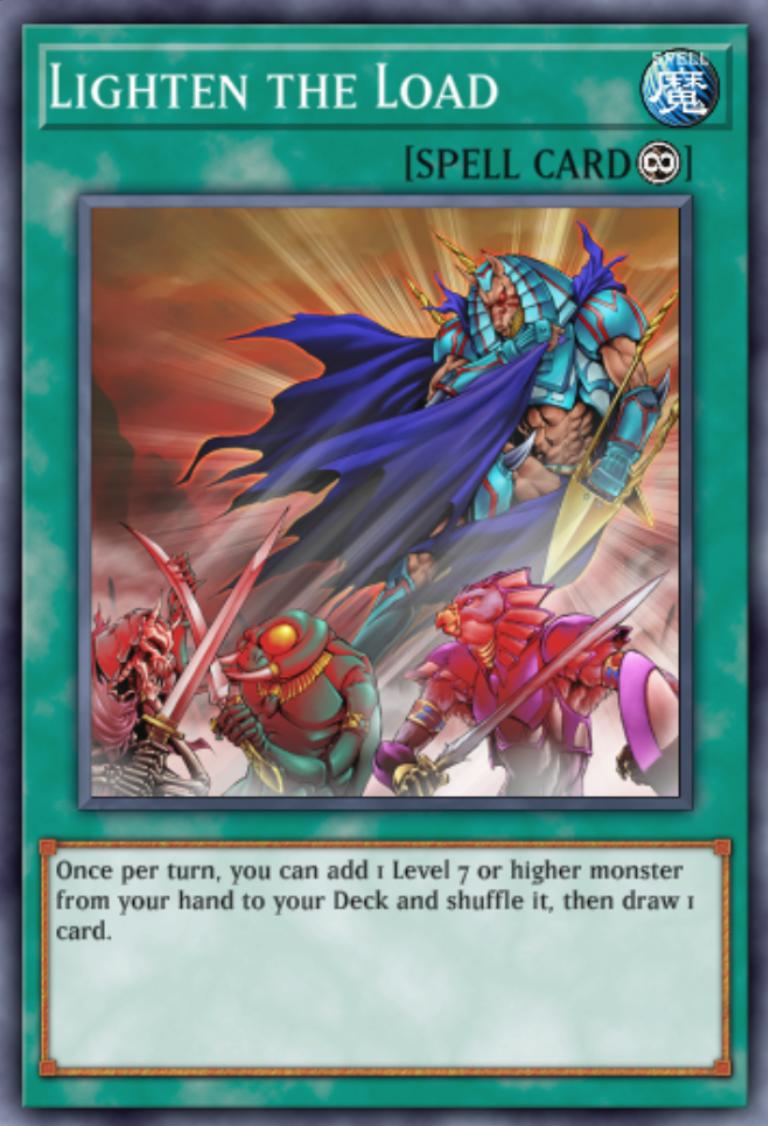 LIGHTEN THE LOAD
SPELL
魔
[SPELL CARD♾]
Once per turn, you can add 1 Level 7 or higher monster
from your hand to your Deck and shuffle it, then draw 1
card.